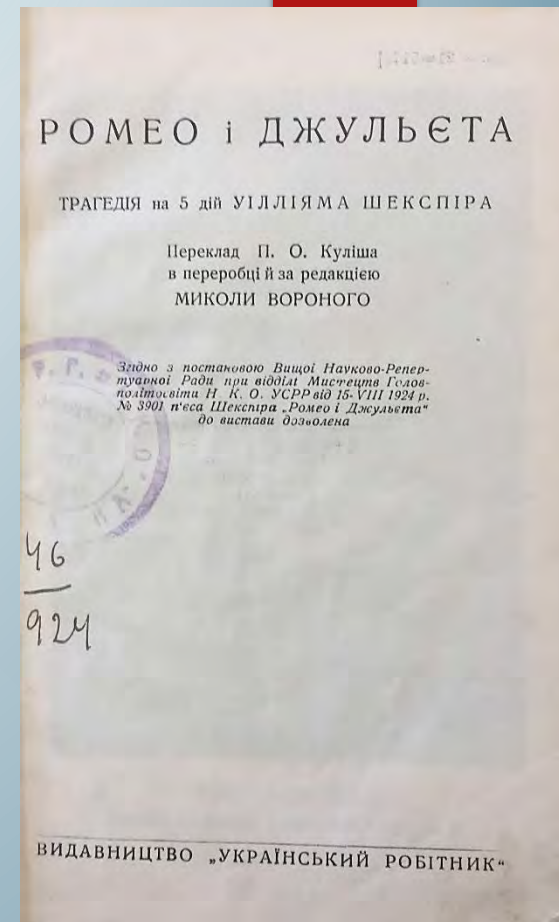 РОМЕО і ДЖУЛЬЄТА
ТРАГЕДІЯ на 5 дій УІЛЛІЯМА ШЕКСПІРА
Переклад П. О. Куліша
в переробці й за редакцією
МИКОЛИ ВОРОНОГО
Згідно з постановою Вищої Науково-Репер-
туарної Ради при відділі Мистецтв Голов-
політосвіти Н. К. О. УСРР від 15-VIII 1924 р.
№ 3901 п'єса Шекспіра „Ромео і Джульєта“
до вистави дозволена
46
924
ВИДАВНИЦТВО „УКРАЇНСЬКИЙ РОБІТНИК“